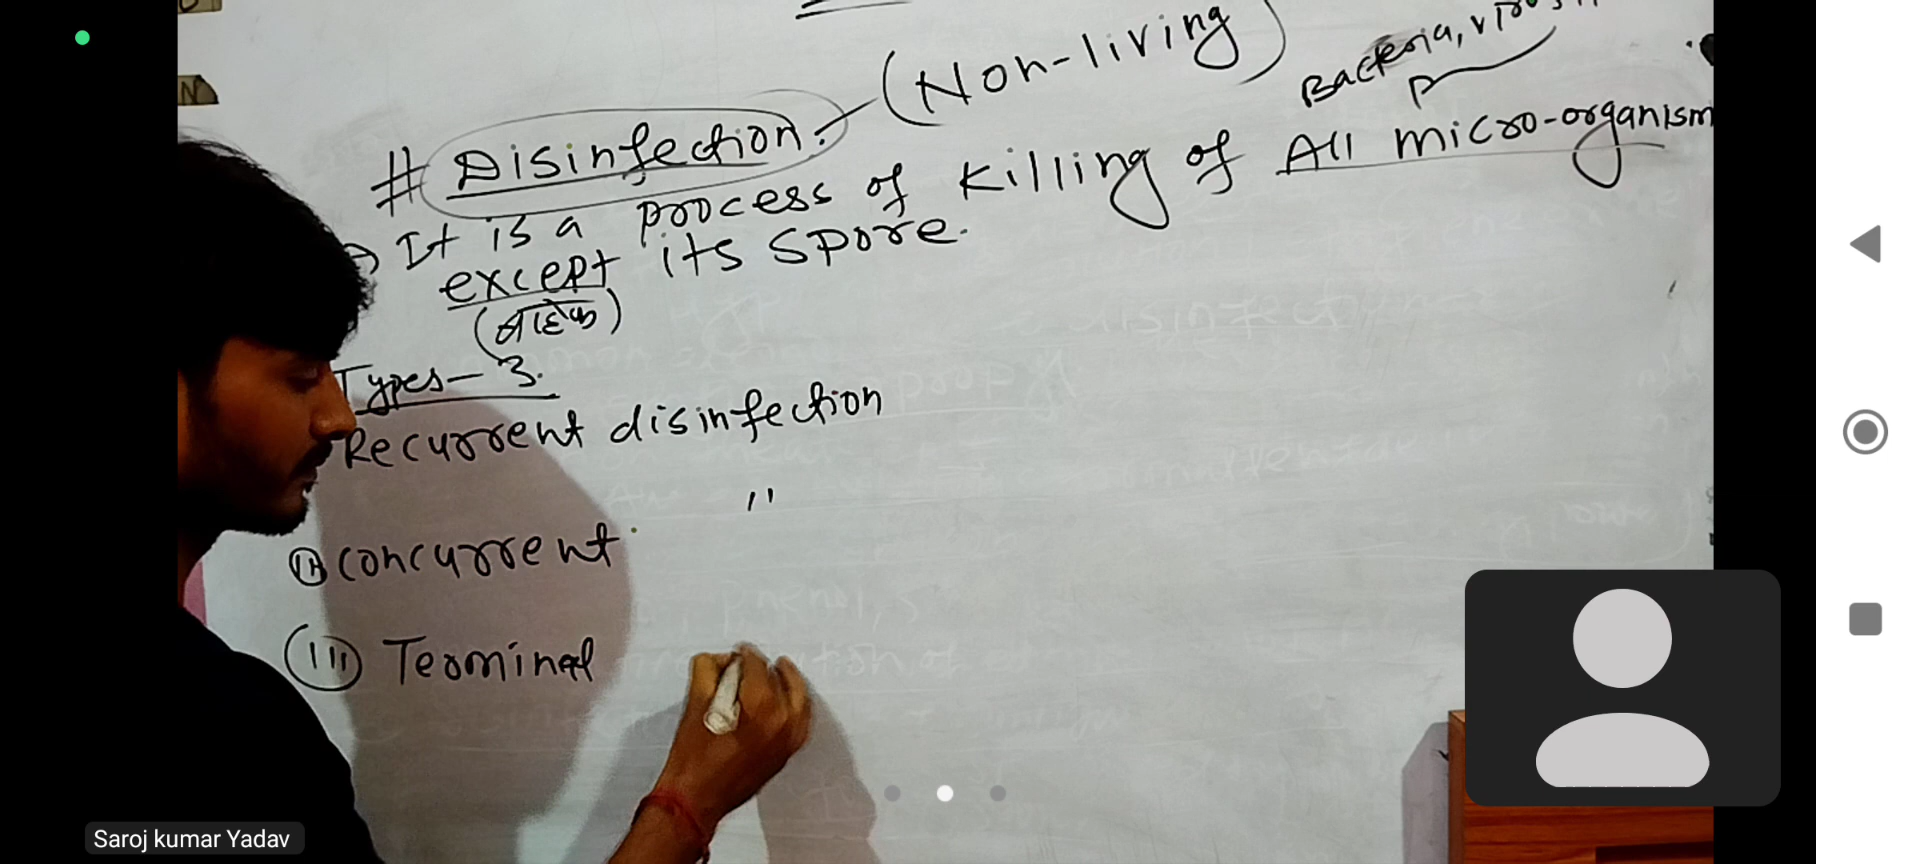 N
(Non-living)
Bacteria, virus
# Disinfection:-
P
→ It is a process of killing of All micro-organism
except its spore.
(बाहेक)
Types - 3.
Recurrent disinfection
(ii) concurrent "
(iii) Terminal
Saroj kumar Yadav